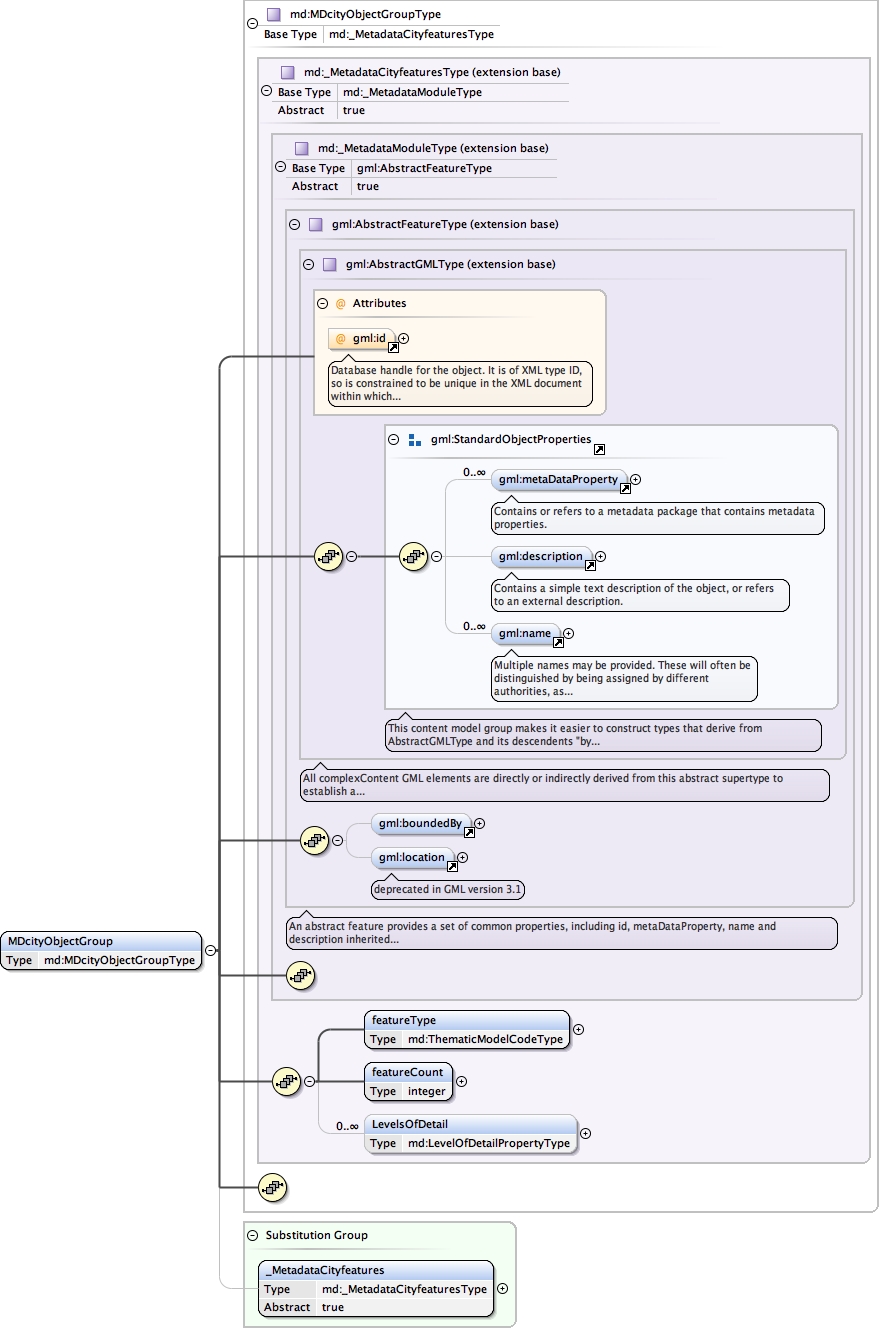 md:MDcityObjectGroupType
Base Type md:_MetadataCityfeaturesType
md:_MetadataCityfeaturesType (extension base)
Base Type md:_MetadataModuleType
Abstract true
md:_MetadataModuleType (extension base)
Base Type gml:AbstractFeatureType
Abstract true
gml:AbstractFeatureType (extension base)
gml:AbstractGMLType (extension base)
@ Attributes
@ gml:id
Database handle for the object. It is of XML type ID,
so is constrained to be unique in the XML document
within which...
gml:StandardObjectProperties
0..∞
gml:metaDataProperty
Contains or refers to a metadata package that contains metadata
properties.
gml:description
Contains a simple text description of the object, or refers
to an external description.
0..∞
gml:name
Multiple names may be provided. These will often be
distinguished by being assigned by different
authorities, as...
This content model group makes it easier to construct types that derive from
AbstractGMLType and its descendents "by...
All complexContent GML elements are directly or indirectly derived from this abstract supertype to
establish a...
gml:boundedBy
gml:location
deprecated in GML version 3.1
An abstract feature provides a set of common properties, including id, metaDataProperty, name and
description inherited...
MDcityObjectGroup
Type md:MDcityObjectGroupType
featureType
Type md:ThematicModelCodeType
featureCount
Type integer
0..∞
LevelsOfDetail
Type md:LevelOfDetailPropertyType
Substitution Group
_MetadataCityfeatures
Type md:_MetadataCityfeaturesType
Abstract true